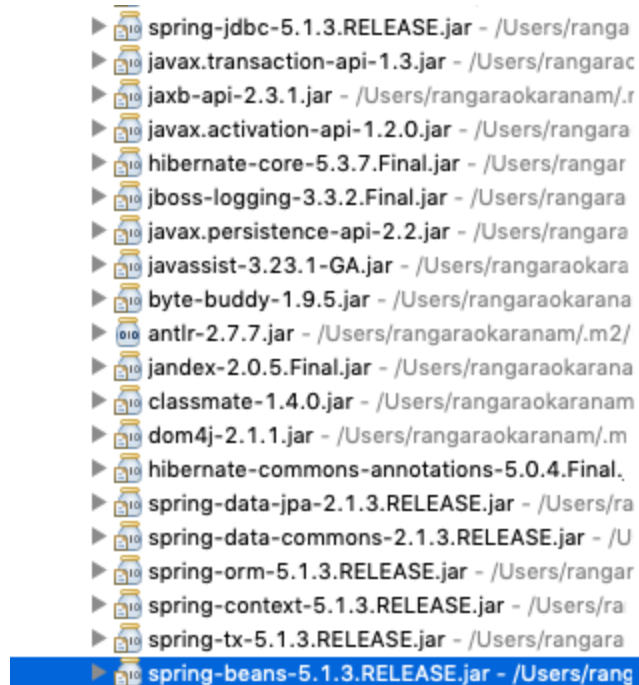 spring-jdbc-5.1.3.RELEASE.jar - /Users/ranga
javax.transaction-api-1.3.jar - /Users/rangarac
jaxb-api-2.3.1.jar - /Users/rangaraokaranam/.r
javax.activation-api-1.2.0.jar - /Users/rangara
hibernate-core-5.3.7.Final.jar - /Users/rangar
jboss-logging-3.3.2.Final.jar - /Users/rangara
javax.persistence-api-2.2.jar - /Users/rangara
javassist-3.23.1-GA.jar - /Users/rangaraokara
byte-buddy-1.9.5.jar - /Users/rangaraokarana
antlr-2.7.7.jar - /Users/rangaraokaranam/.m2/
jandex-2.0.5.Final.jar - /Users/rangaraokarana
classmate-1.4.0.jar - /Users/rangaraokaranam
dom4j-2.1.1.jar - /Users/rangaraokaranam/.m
hibernate-commons-annotations-5.0.4.Final.
spring-data-jpa-2.1.3.RELEASE.jar - /Users/ra
spring-data-commons-2.1.3.RELEASE.jar - /U
spring-orm-5.1.3.RELEASE.jar - /Users/rangar
spring-context-5.1.3.RELEASE.jar - /Users/ra
spring-tx-5.1.3.RELEASE.jar - /Users/rangara
spring-beans-5.1.3.RELEASE.jar - /Users/rang